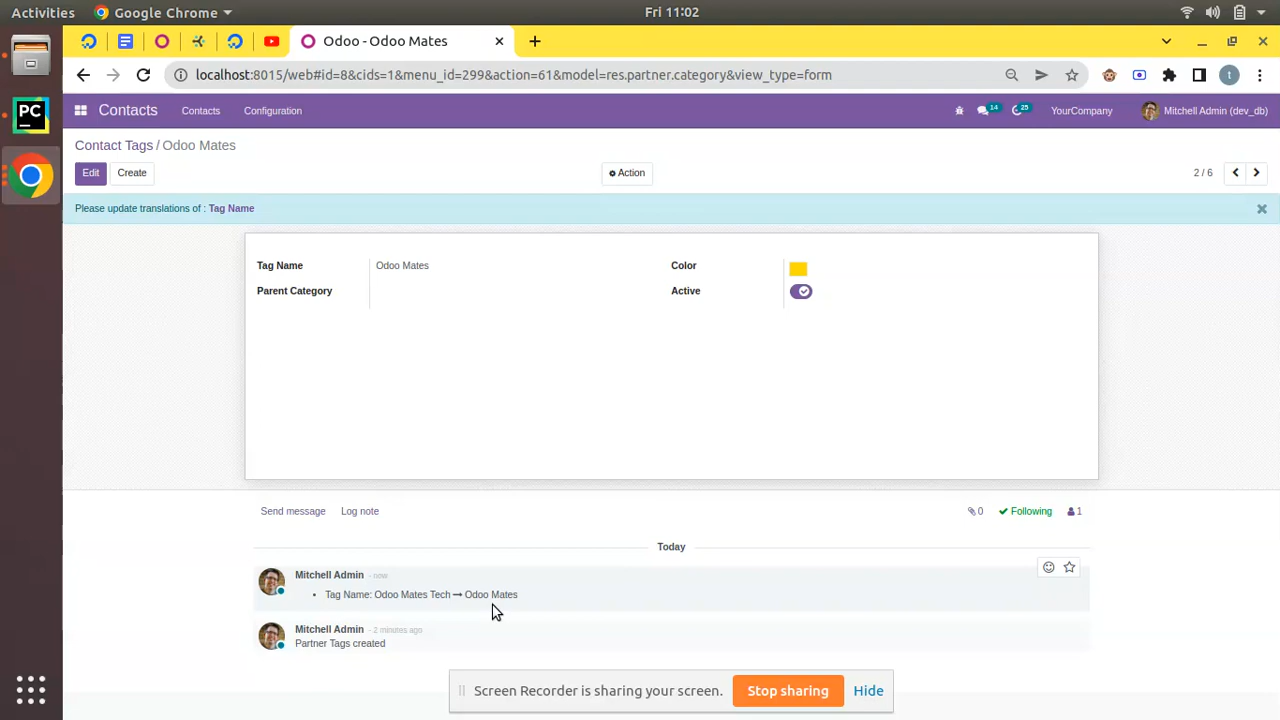 Activities
Google Chrome
Fri 11:02
Odoo - Odoo Mates
localhost:8015/web#id=8&cids=1&menu_id=299&action=61&model=res.partner.category&view_type=form
t
PC
Contacts
Contacts
Configuration
14
25
YourCompany
Mitchell Admin (dev_db)
Contact Tags / Odoo Mates
Edit
Create
Action
2 / 6
Please update translations of : Tag Name
Tag Name
Odoo Mates
Color
Parent Category
Active
Send message
Log note
0
Following
1
Today
Mitchell Admin - now
• Tag Name: Odoo Mates Tech → Odoo Mates
Mitchell Admin - 2 minutes ago
Partner Tags created
Screen Recorder is sharing your screen.
Stop sharing
Hide